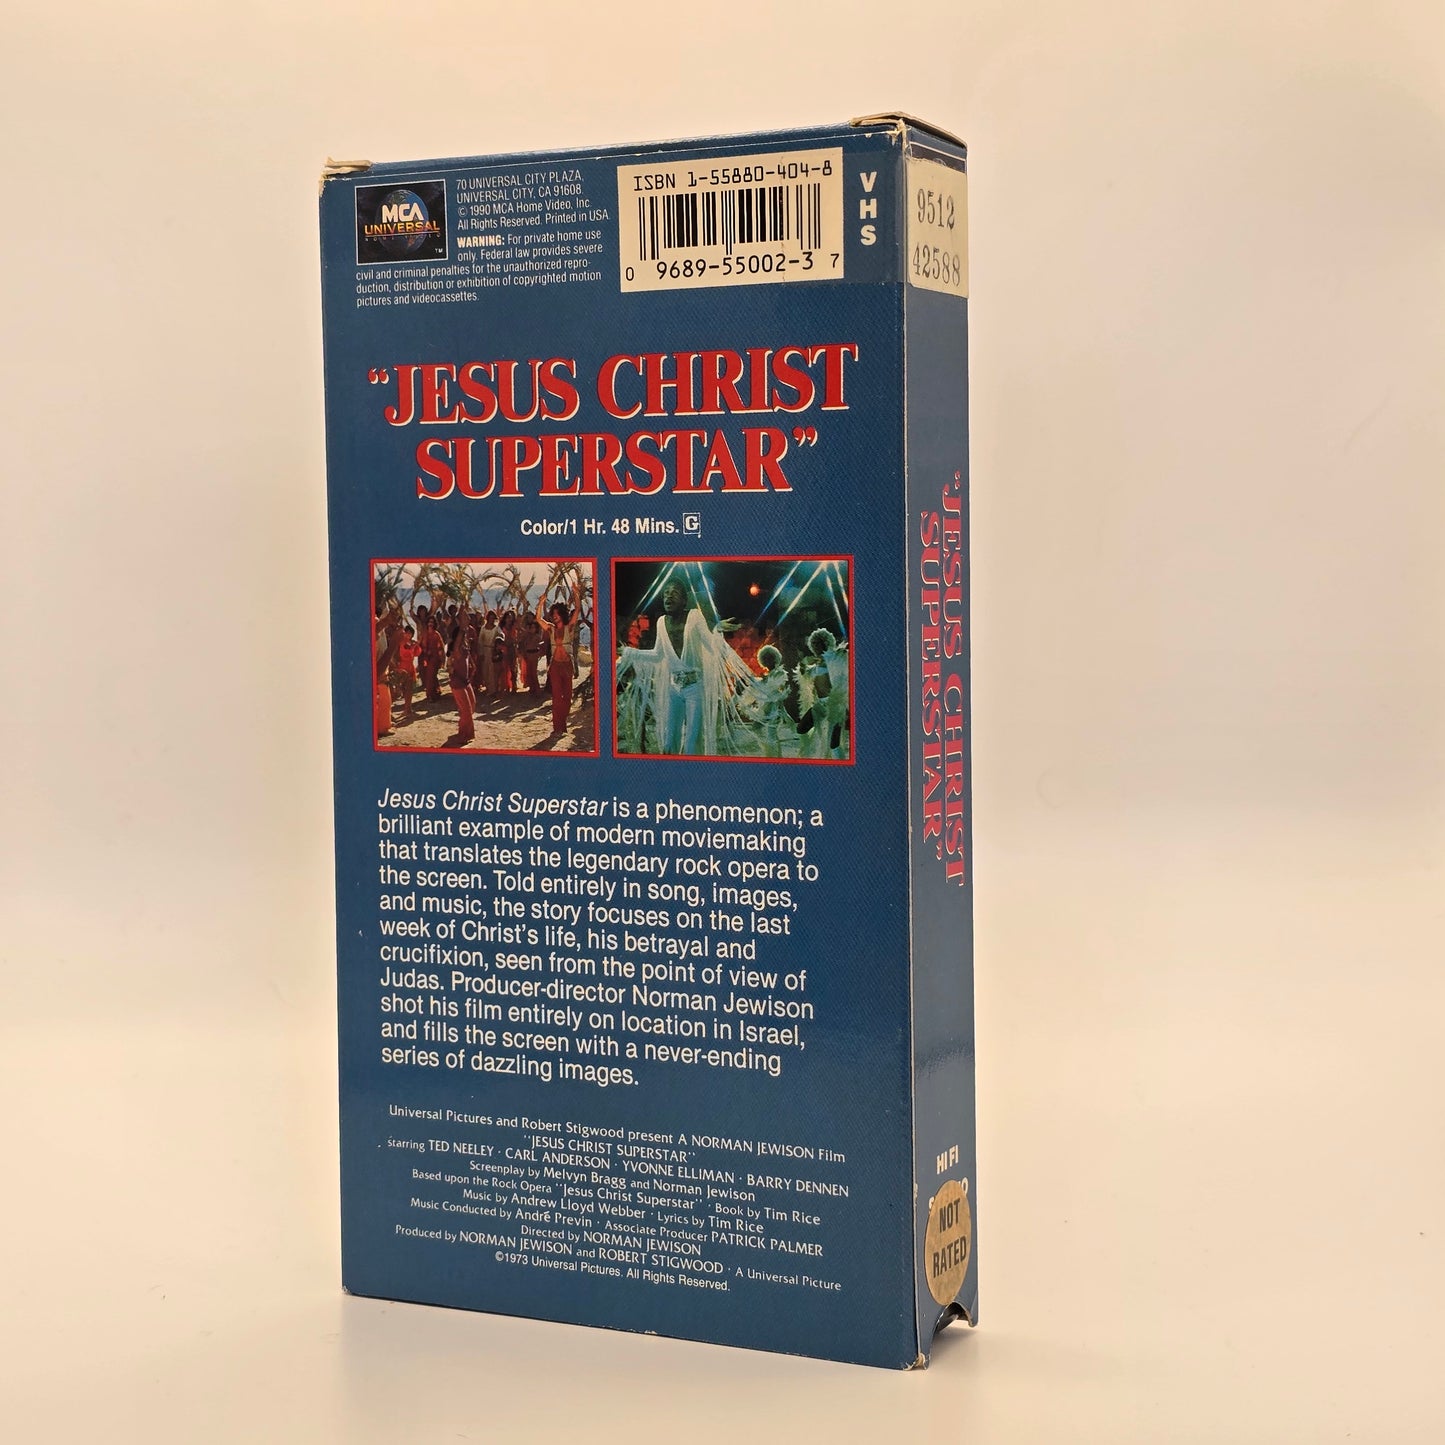 MCA
UNIVERSAL
HOME VIDEO
™
70 UNIVERSAL CITY PLAZA,
UNIVERSAL CITY, CA 91608.
© 1990 MCA Home Video, Inc.
All Rights Reserved. Printed in USA.
WARNING: For private home use
only. Federal law provides severe
civil and criminal penalties for the unauthorized repro-
duction, distribution or exhibition of copyrighted motion
pictures and videocassettes.
ISBN 1-55880-404-8
0 9689-55002-3 7
VHS
"JESUS CHRIST
SUPERSTAR"
Color/1 Hr. 48 Mins. G
Jesus Christ Superstar is a phenomenon; a
brilliant example of modern moviemaking
that translates the legendary rock opera to
the screen. Told entirely in song, images,
and music, the story focuses on the last
week of Christ's life, his betrayal and
crucifixion, seen from the point of view of
Judas. Producer-director Norman Jewison
shot his film entirely on location in Israel,
and fills the screen with a never-ending
series of dazzling images.
Universal Pictures and Robert Stigwood present A NORMAN JEWISON Film
"JESUS CHRIST SUPERSTAR"
starring TED NEELEY · CARL ANDERSON · YVONNE ELLIMAN · BARRY DENNEN
Screenplay by Melvyn Bragg and Norman Jewison
Based upon the Rock Opera "Jesus Christ Superstar" · Book by Tim Rice
Music by Andrew Lloyd Webber · Lyrics by Tim Rice
Music Conducted by André Previn · Associate Producer PATRICK PALMER
Directed by NORMAN JEWISON
Produced by NORMAN JEWISON and ROBERT STIGWOOD · A Universal Picture
©1973 Universal Pictures. All Rights Reserved.
9512
42588
"JESUS CHRIST
SUPERSTAR"
HI FI
NOT
RATED